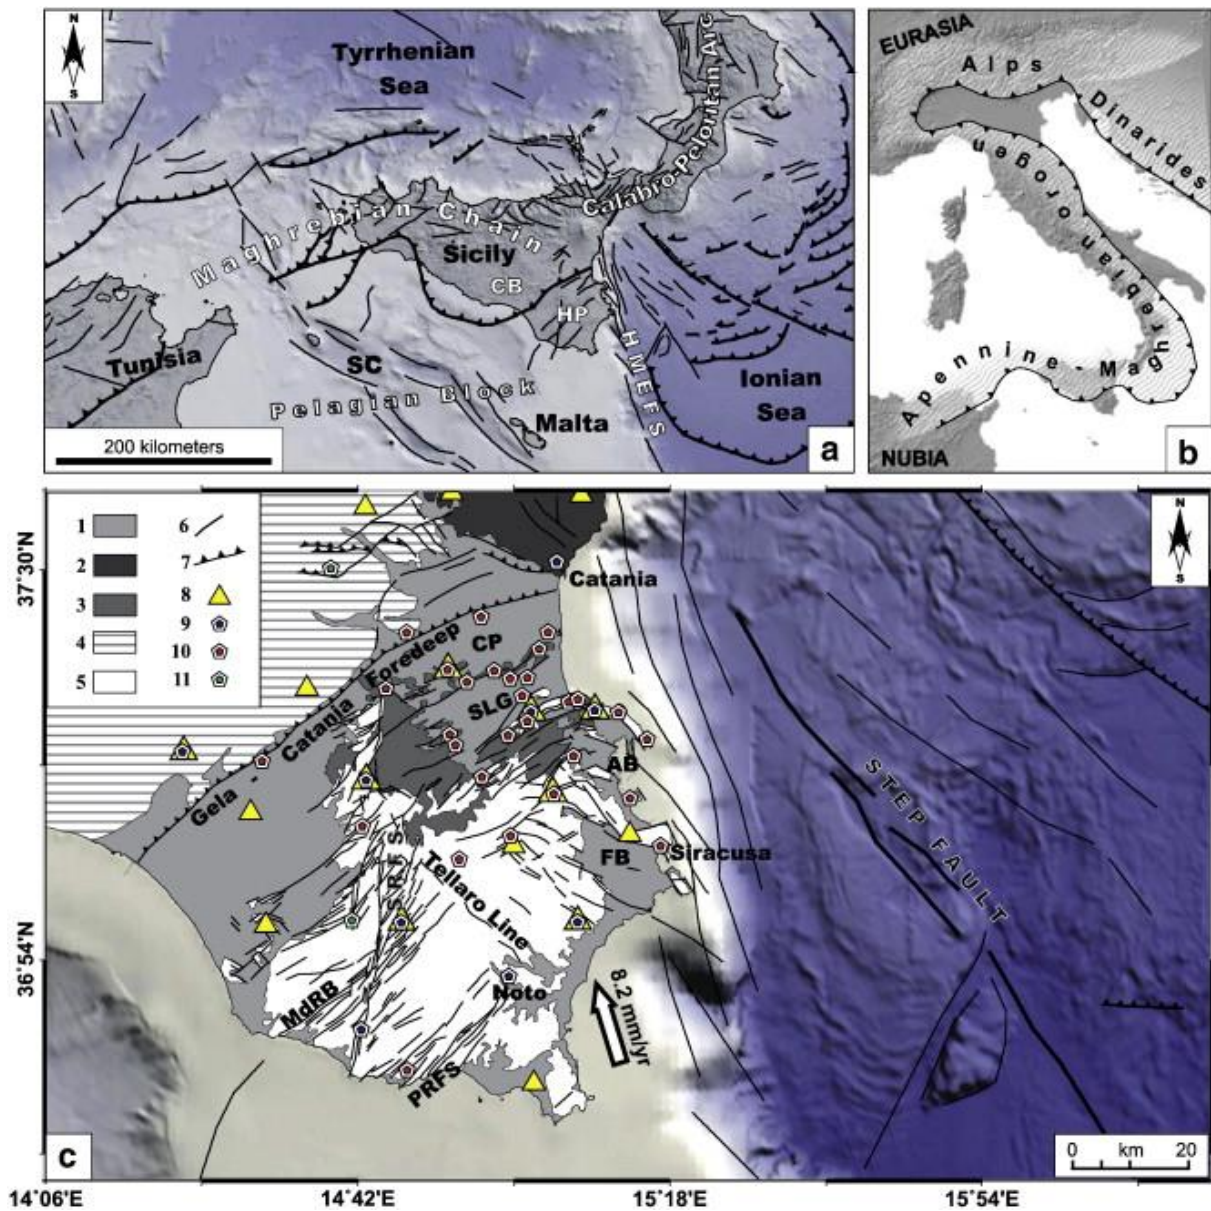 N
S
Tyrrhenian
Sea
Calabro-Peloritan Arc
Maghrebian Chain
Sicily
CB
HP
Tunisia
SC
Pelagian Block
HMEFS
Malta
Ionian
Sea
200 kilometers
a
EURASIA
Alps
Dinarides
Apennine - Maghrebian orogen
NUBIA
b
1
2
3
4
5
6
7
8
9
10
11
N
S
37°30'N
36°54'N
Catania
CP
Gela - Catania Foredeep
SLG
AB
SRFS
FB
Siracusa
Tellaro Line
Noto
MdRB
PRFS
8.2 mm/yr
STEP FAULT
0 km 20
c
14°06'E
14°42'E
15°18'E
15°54'E